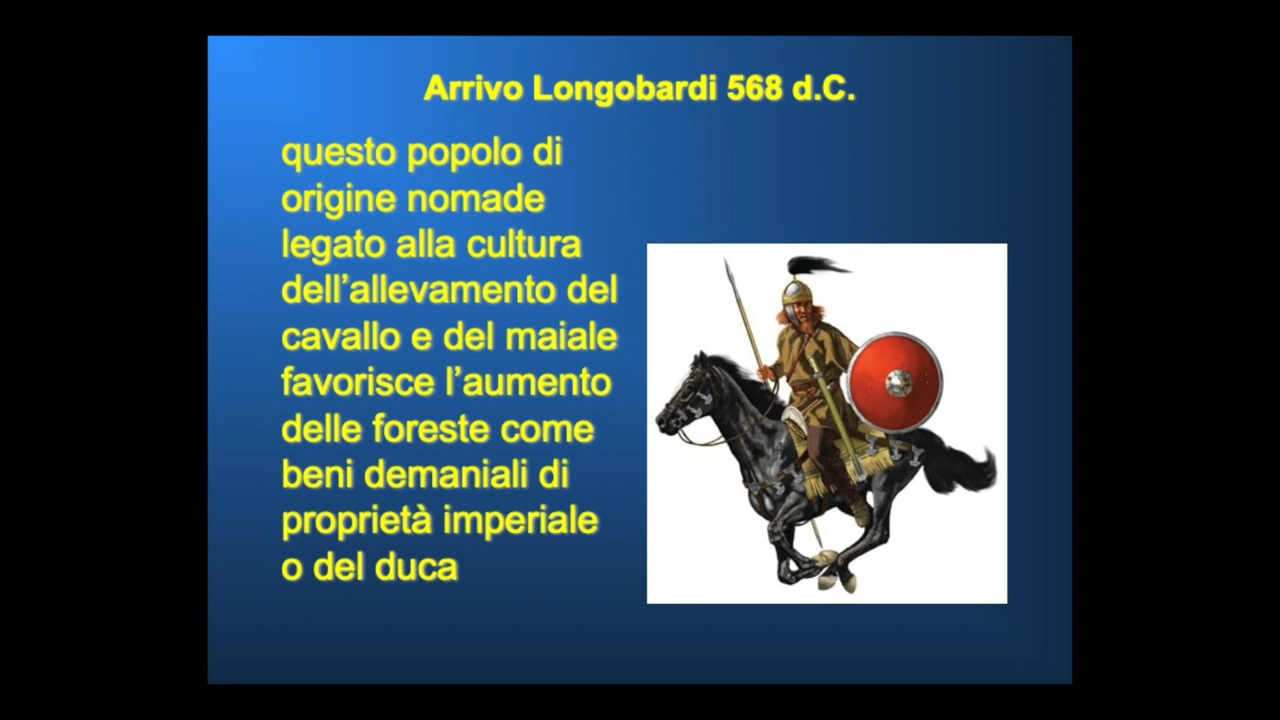 Arrivo Longobardi 568 d.C.
questo popolo di
origine nomade
legato alla cultura
dell’allevamento del
cavallo e del maiale
favorisce l’aumento
delle foreste come
beni demaniali di
proprietà imperiale
o del duca